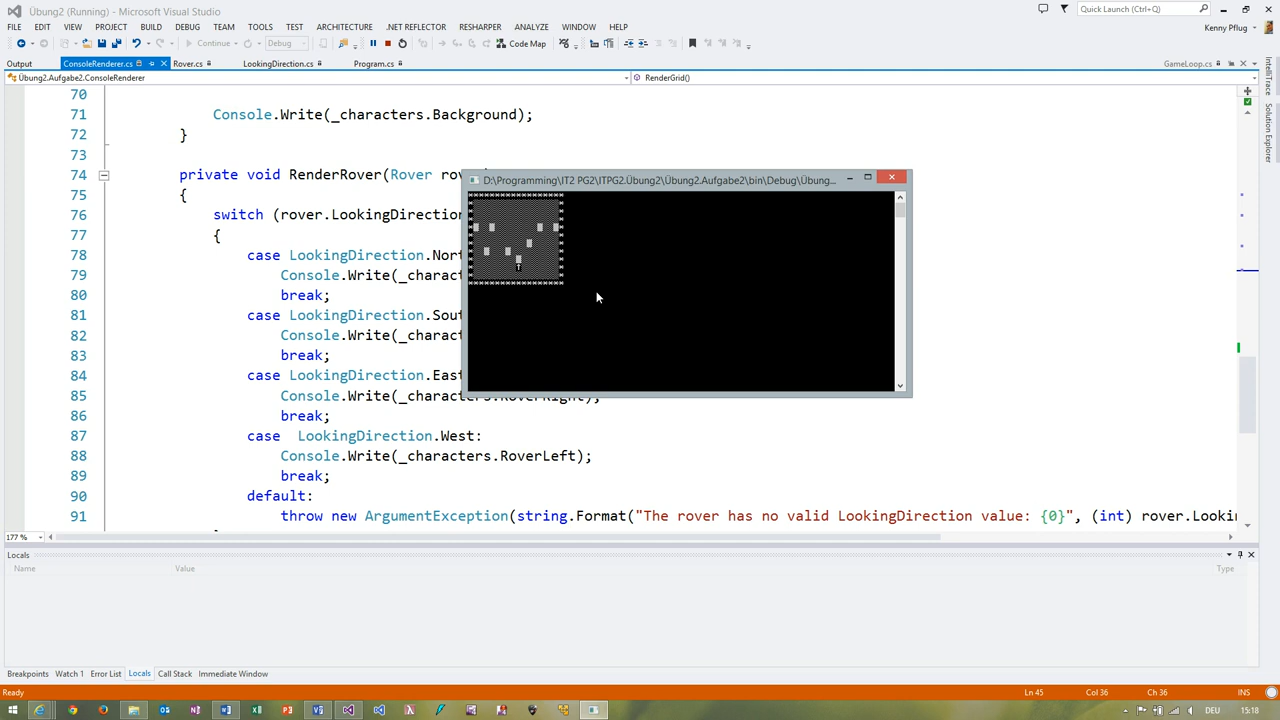 Übung2 (Running) - Microsoft Visual Studio
Quick Launch (Ctrl+Q)
FILE EDIT VIEW PROJECT BUILD DEBUG TEAM TOOLS TEST ARCHITECTURE .NET REFLECTOR RESHARPER ANALYZE WINDOW HELP
Kenny Pflug
Continue Debug Code Map
Output ConsoleRenderer.cs Rover.cs LookingDirection.cs Program.cs GameLoop.cs
Übung2.Aufgabe2.ConsoleRenderer RenderGrid()
70
71 Console.Write(_characters.Background);
72 }
73
74 private void RenderRover(Rover rov
75 {
76 switch (rover.LookingDirection
77 {
78 case LookingDirection.Nort
79 Console.Write(_charact
80 break;
81 case LookingDirection.Sout
82 Console.Write(_charact
83 break;
84 case LookingDirection.East
85 Console.Write(_characters.RoverRight);
86 break;
87 case LookingDirection.West:
88 Console.Write(_characters.RoverLeft);
89 break;
90 default:
91 throw new ArgumentException(string.Format("The rover has no valid LookingDirection value: {0}", (int) rover.Lookin
D:\Programming\IT2 PG2\ITPG2.Übung2\Übung2.Aufgabe2\bin\Debug\Übung...
IntelliTrace
Solution Explorer
177 %
Locals
Name Value Type
Breakpoints Watch 1 Error List Locals Call Stack Immediate Window
Ready Ln 45 Col 36 Ch 36 INS
DEU 15:18